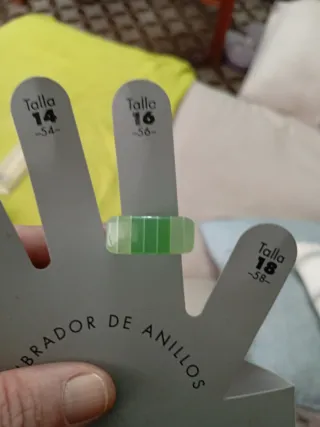 Talla
14
-54-
Talla
16
-56-
Talla
18
-58-
BRADOR DE ANILLOS